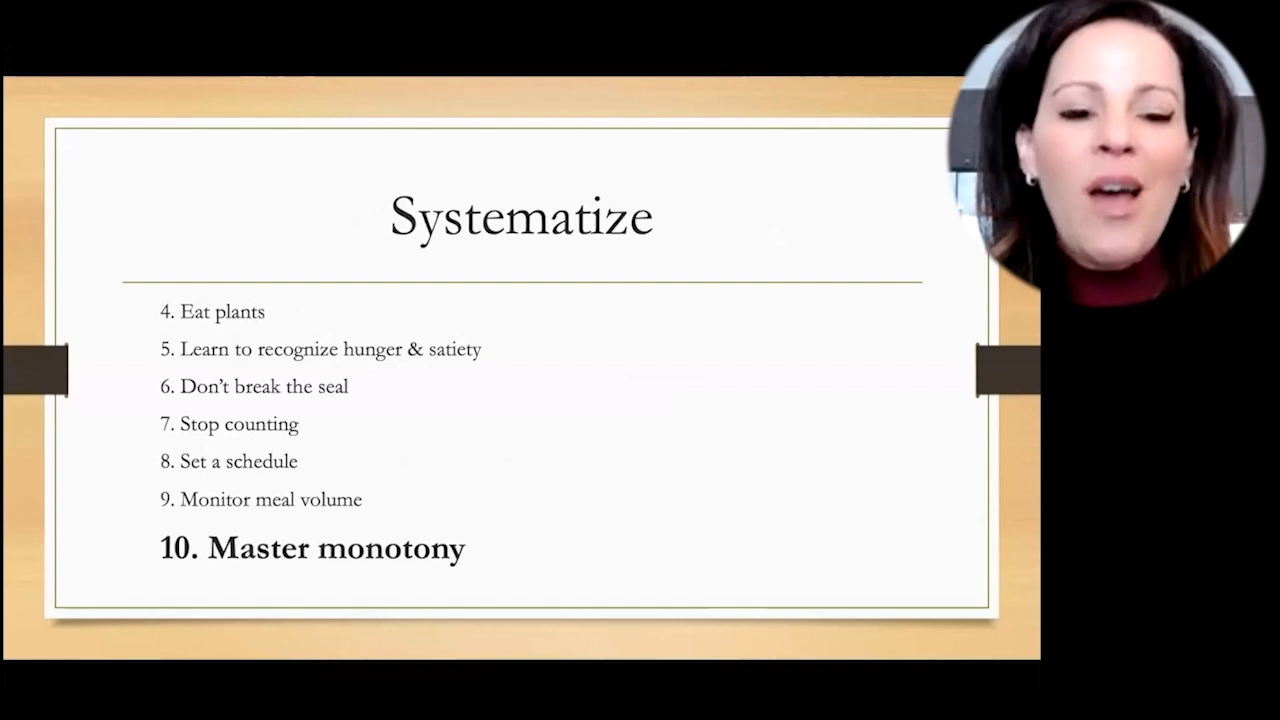 Systematize
4. Eat plants
5. Learn to recognize hunger & satiety
6. Don’t break the seal
7. Stop counting
8. Set a schedule
9. Monitor meal volume
10. Master monotony